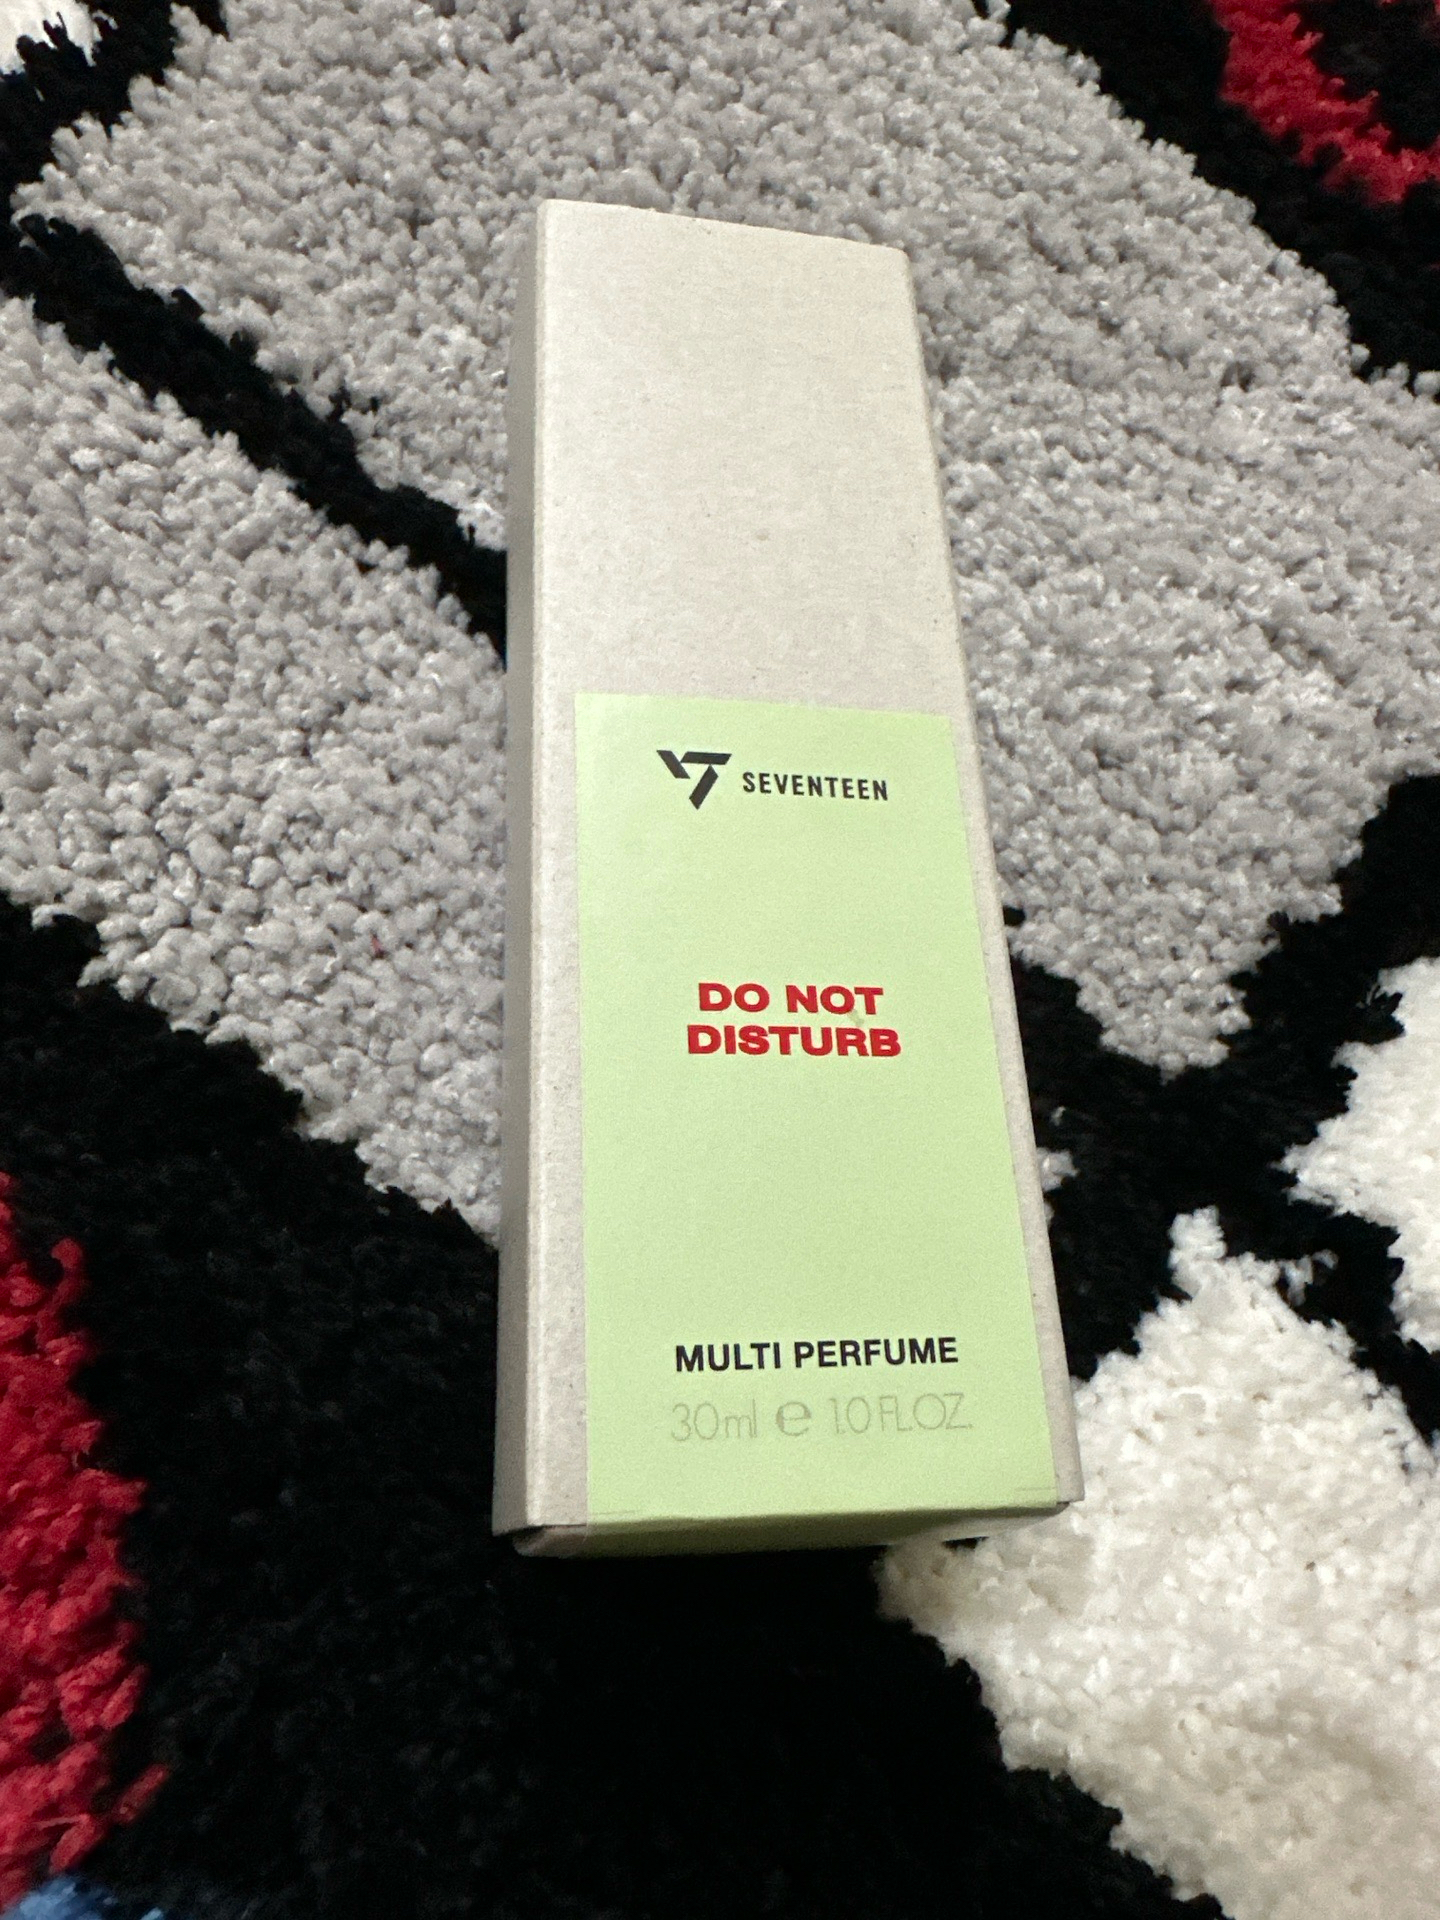 SEVENTEEN
DO NOT
DISTURB
MULTI PERFUME
30ml e 1.0 FL.OZ.